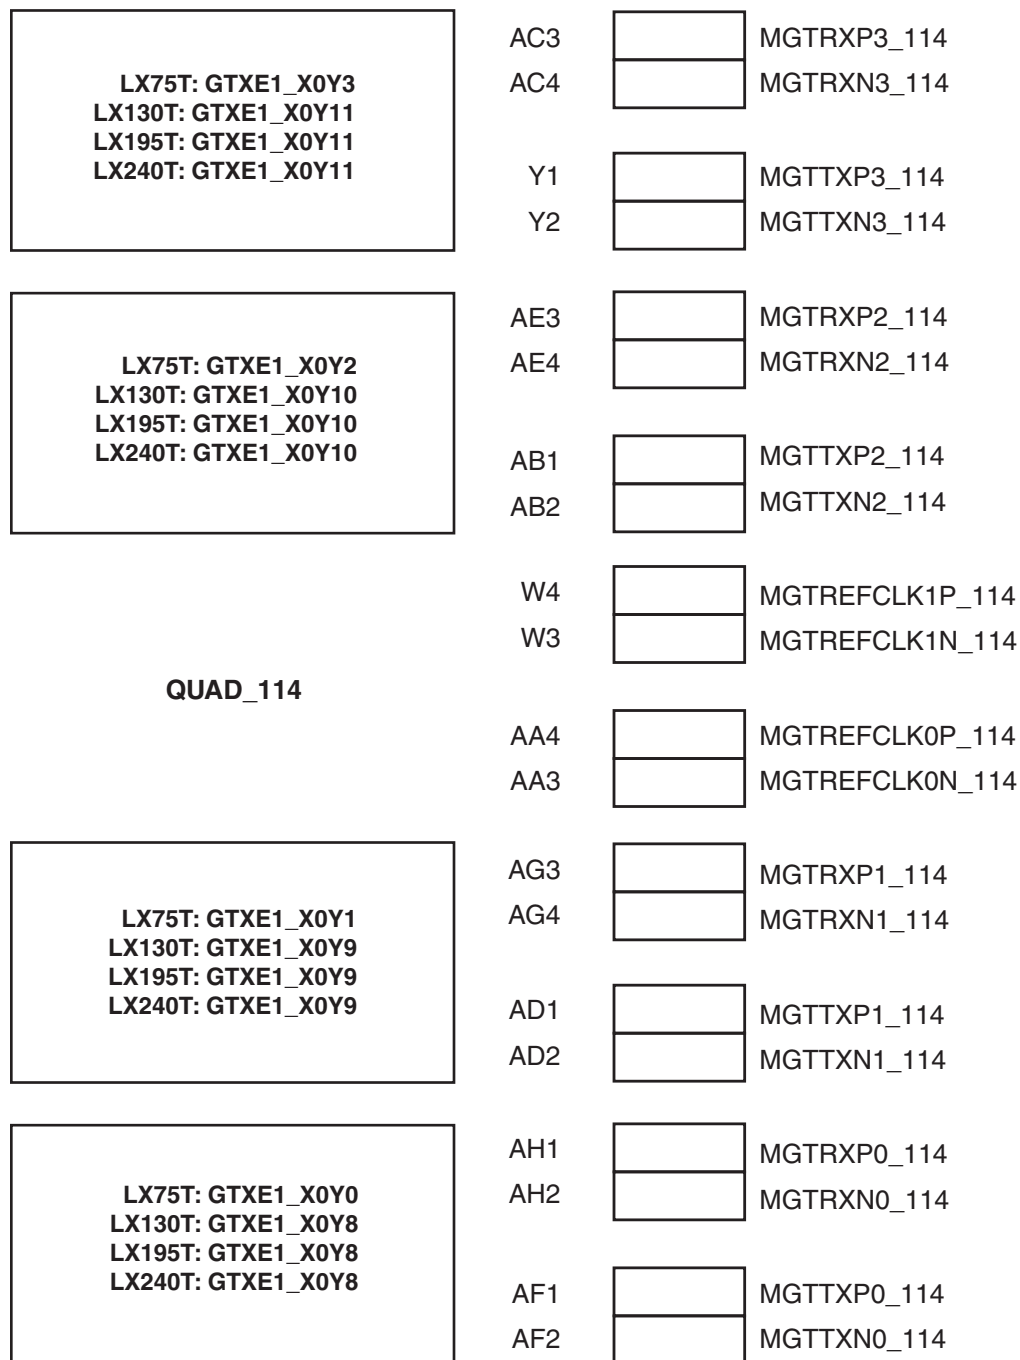 LX75T: GTXE1_X0Y3
LX130T: GTXE1_X0Y11
LX195T: GTXE1_X0Y11
LX240T: GTXE1_X0Y11
AC3 MGTRXP3_114
AC4 MGTRXN3_114
Y1 MGTTXP3_114
Y2 MGTTXN3_114
LX75T: GTXE1_X0Y2
LX130T: GTXE1_X0Y10
LX195T: GTXE1_X0Y10
LX240T: GTXE1_X0Y10
AE3 MGTRXP2_114
AE4 MGTRXN2_114
AB1 MGTTXP2_114
AB2 MGTTXN2_114
QUAD_114
W4 MGTREFCLK1P_114
W3 MGTREFCLK1N_114
AA4 MGTREFCLK0P_114
AA3 MGTREFCLK0N_114
LX75T: GTXE1_X0Y1
LX130T: GTXE1_X0Y9
LX195T: GTXE1_X0Y9
LX240T: GTXE1_X0Y9
AG3 MGTRXP1_114
AG4 MGTRXN1_114
AD1 MGTTXP1_114
AD2 MGTTXN1_114
LX75T: GTXE1_X0Y0
LX130T: GTXE1_X0Y8
LX195T: GTXE1_X0Y8
LX240T: GTXE1_X0Y8
AH1 MGTRXP0_114
AH2 MGTRXN0_114
AF1 MGTTXP0_114
AF2 MGTTXN0_114